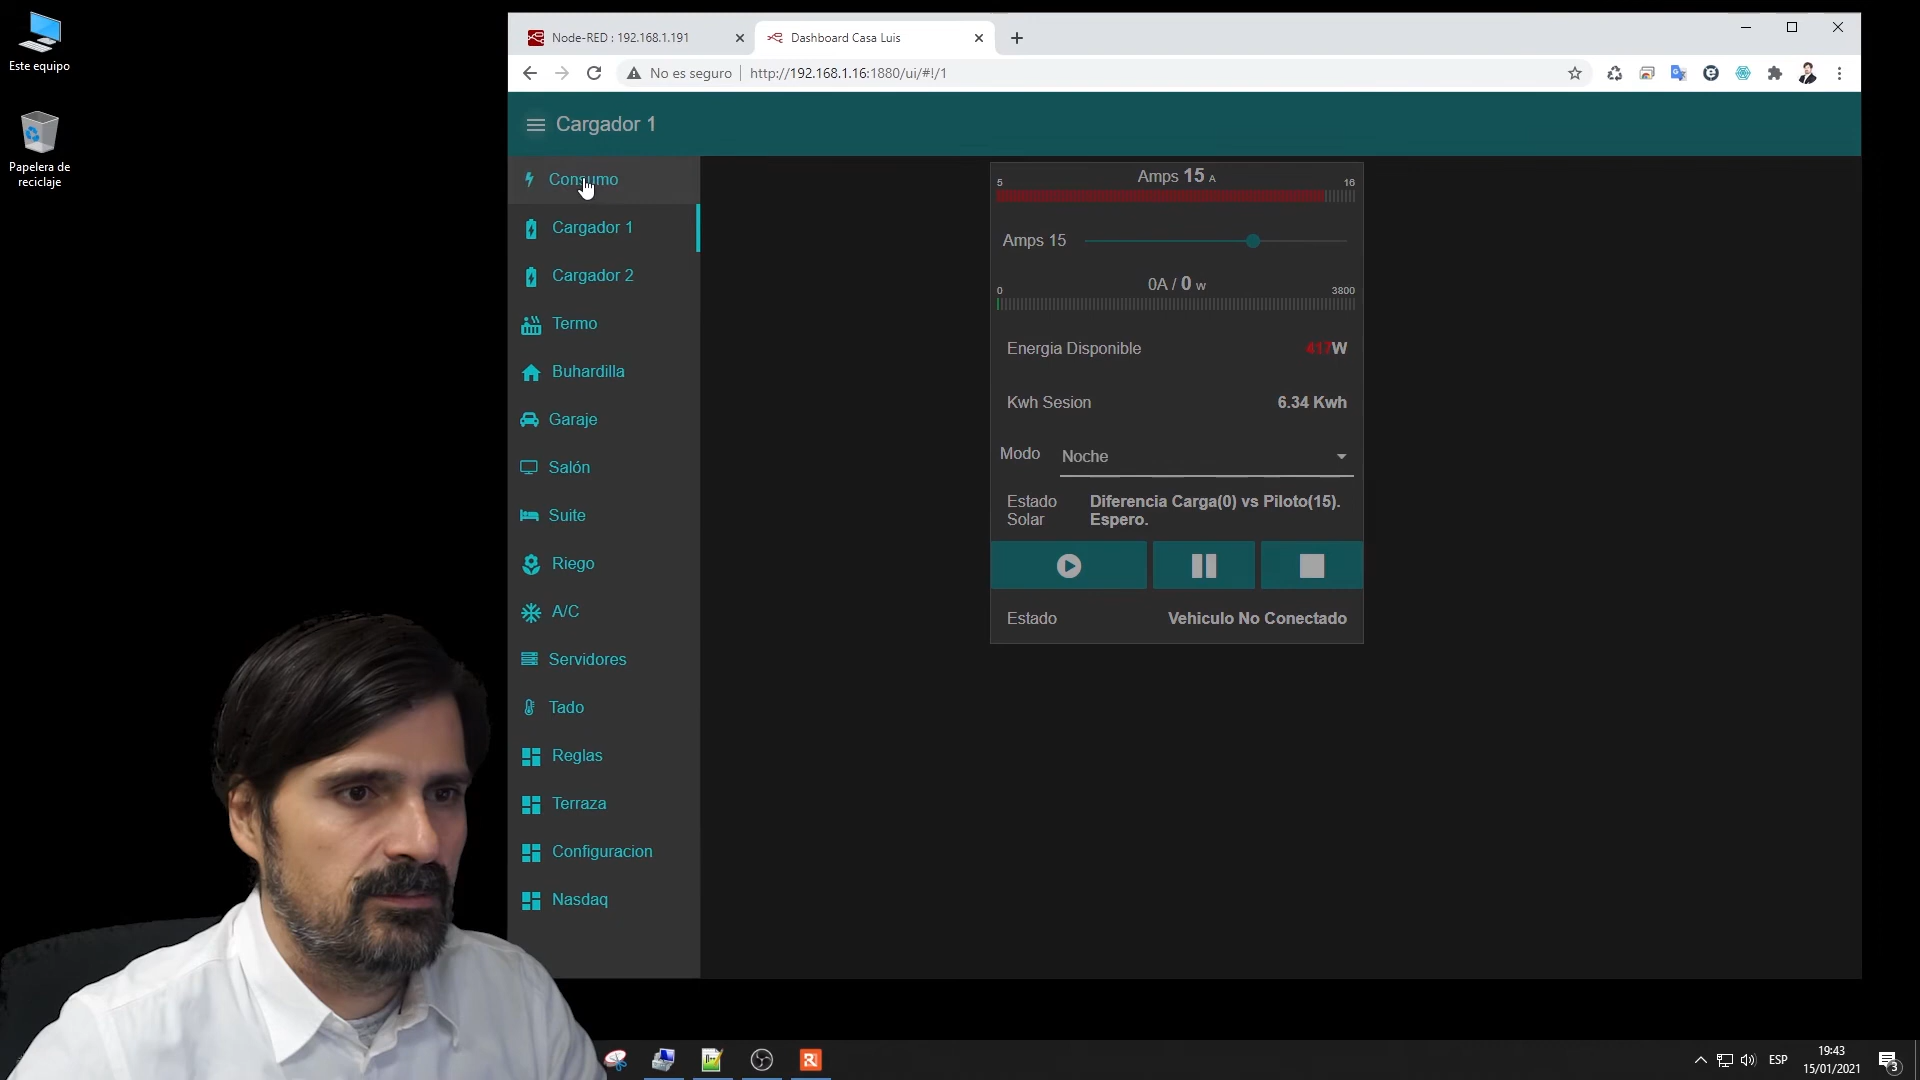 Este equipo
Papelera de
reciclaje
Node-RED : 192.168.1.191
Dashboard Casa Luis
No es seguro
http://192.168.1.16:1880/ui/#!/1
Cargador 1
Consumo
Cargador 1
Cargador 2
Termo
Buhardilla
Garaje
Salón
Suite
Riego
A/C
Servidores
Tado
Reglas
Terraza
Configuracion
Nasdaq
Amps 15 A
5
16
Amps 15
0A / 0 w
0
3800
Energia Disponible
417W
Kwh Sesion
6.34 Kwh
Modo
Noche
Estado
Solar
Diferencia Carga(0) vs Piloto(15).
Espero.
Estado
Vehiculo No Conectado
ESP
19:43
15/01/2021
3